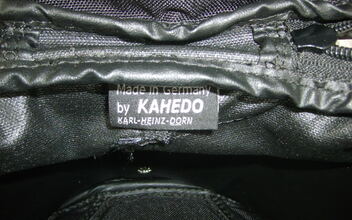 Made in Germany
by KAHEDO
KARL-HEINZ-DORN